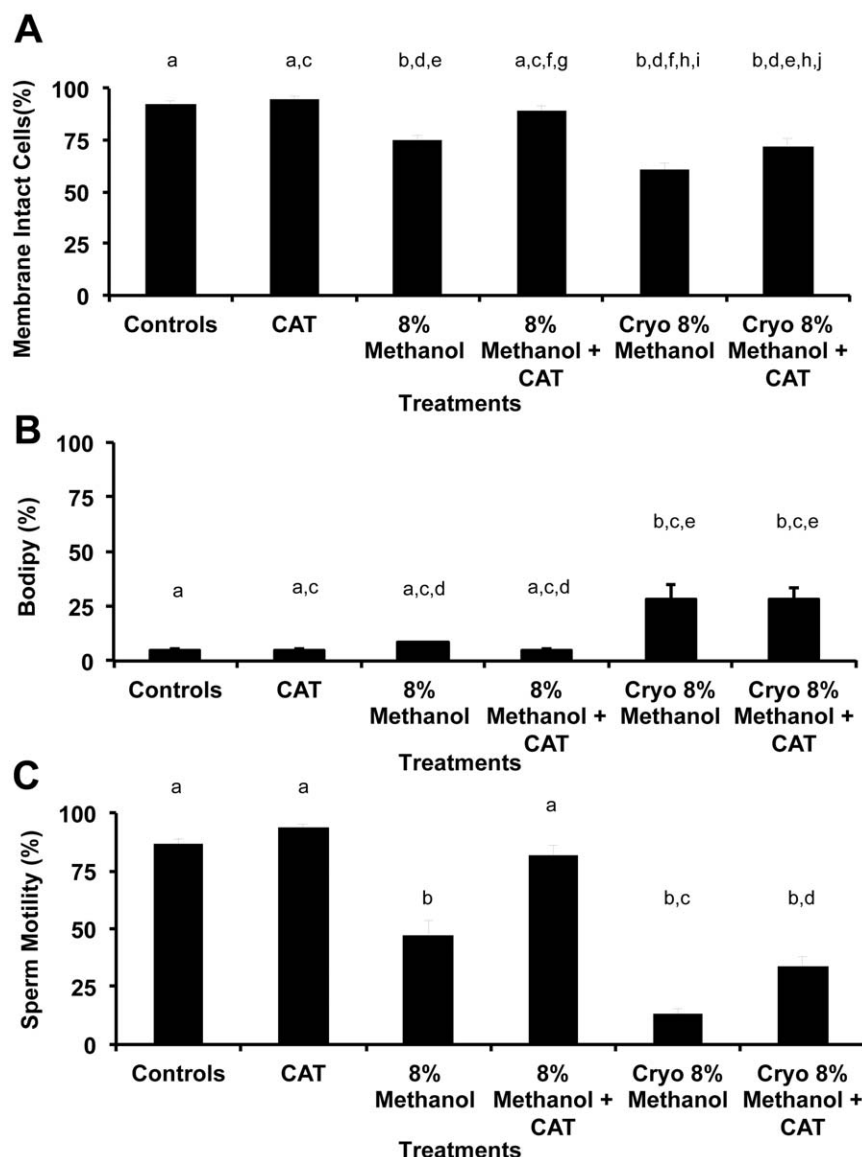 A
a a,c b,d,e a,c,f,g b,d,f,h,i b,d,e,h,j
Membrane Intact Cells(%)
100
75
50
25
0
Controls CAT 8% 8% Cryo 8% Cryo 8%
Methanol Methanol + Methanol Methanol +
CAT CAT
Treatments
B
Bodipy (%)
100
75
50
25
0
b,c,e b,c,e
a a,c a,c,d a,c,d
Controls CAT 8% 8% Cryo 8% Cryo 8%
Methanol Methanol + Methanol Methanol +
CAT CAT
Treatments
C
a a a
b b,c b,d
Sperm Motility (%)
100
75
50
25
0
Controls CAT 8% 8% Cryo 8% Cryo 8%
Methanol Methanol + Methanol Methanol +
CAT CAT
Treatments